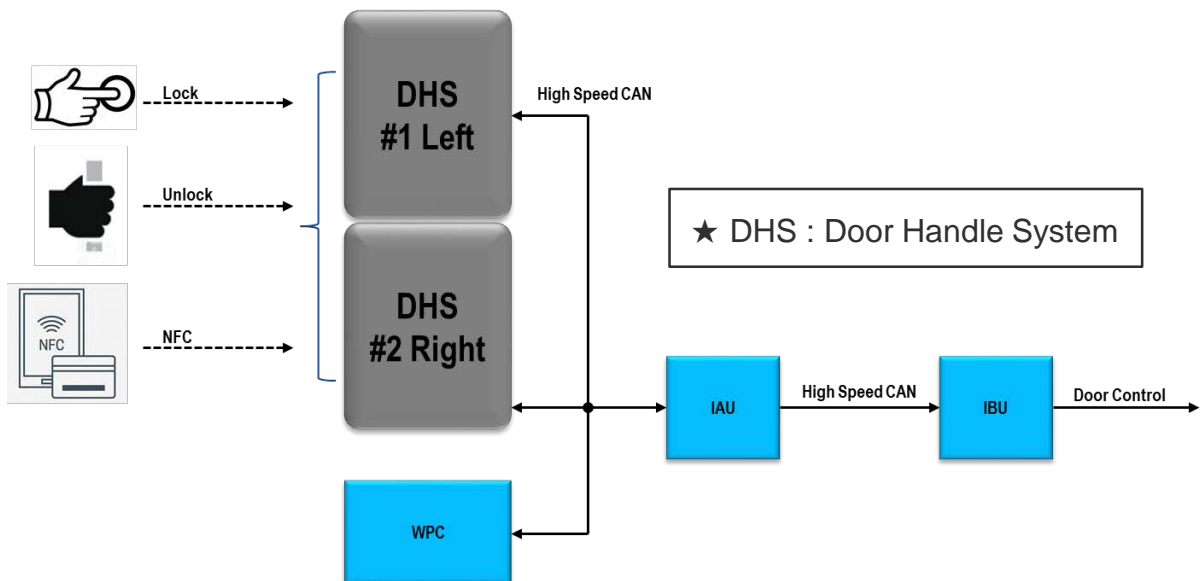 DHS
#1 Left
High Speed CAN
Lock
Unlock
★ DHS : Door Handle System
DHS
#2 Right
NFC
NFC
IAU
High Speed CAN
IBU
Door Control
WPC